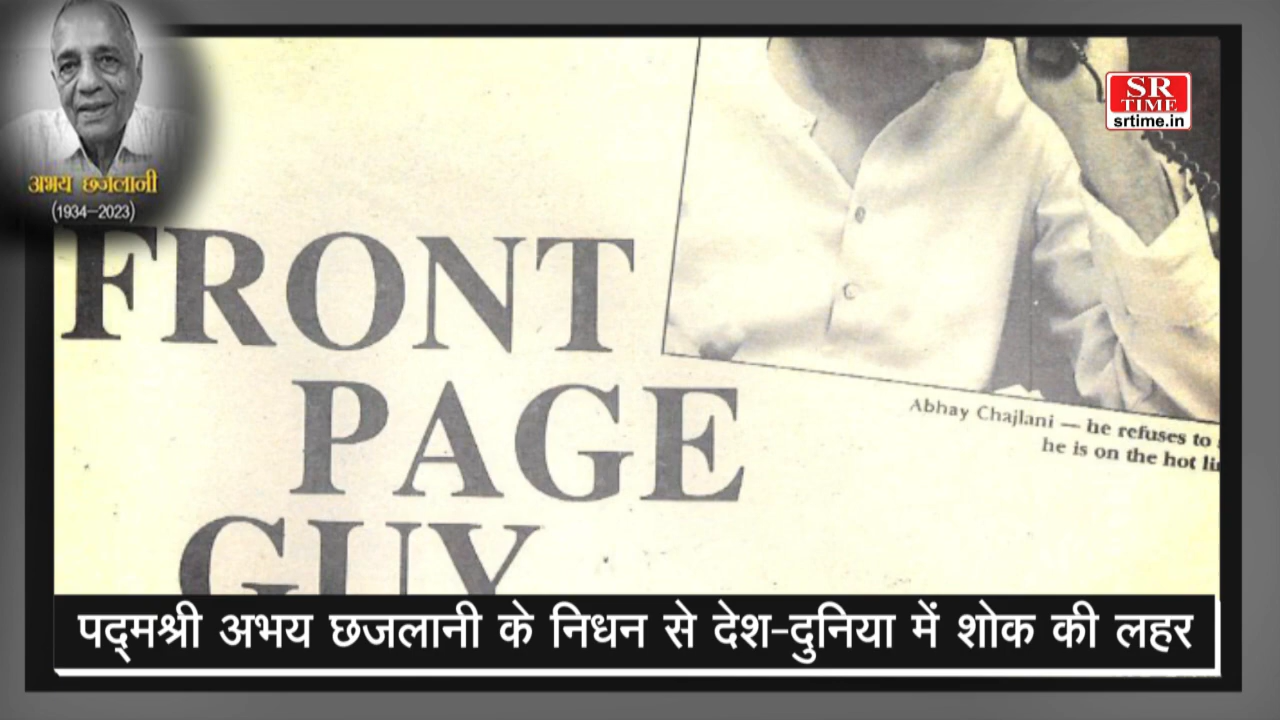 अभय छजलानी
(1934–2023)
SR
TIME
srtime.in
FRONT
PAGE
GUY
Abhay Chajlani — he refuses to
he is on the hot
पद्मश्री अभय छजलानी के निधन से देश-दुनिया में शोक की लहर